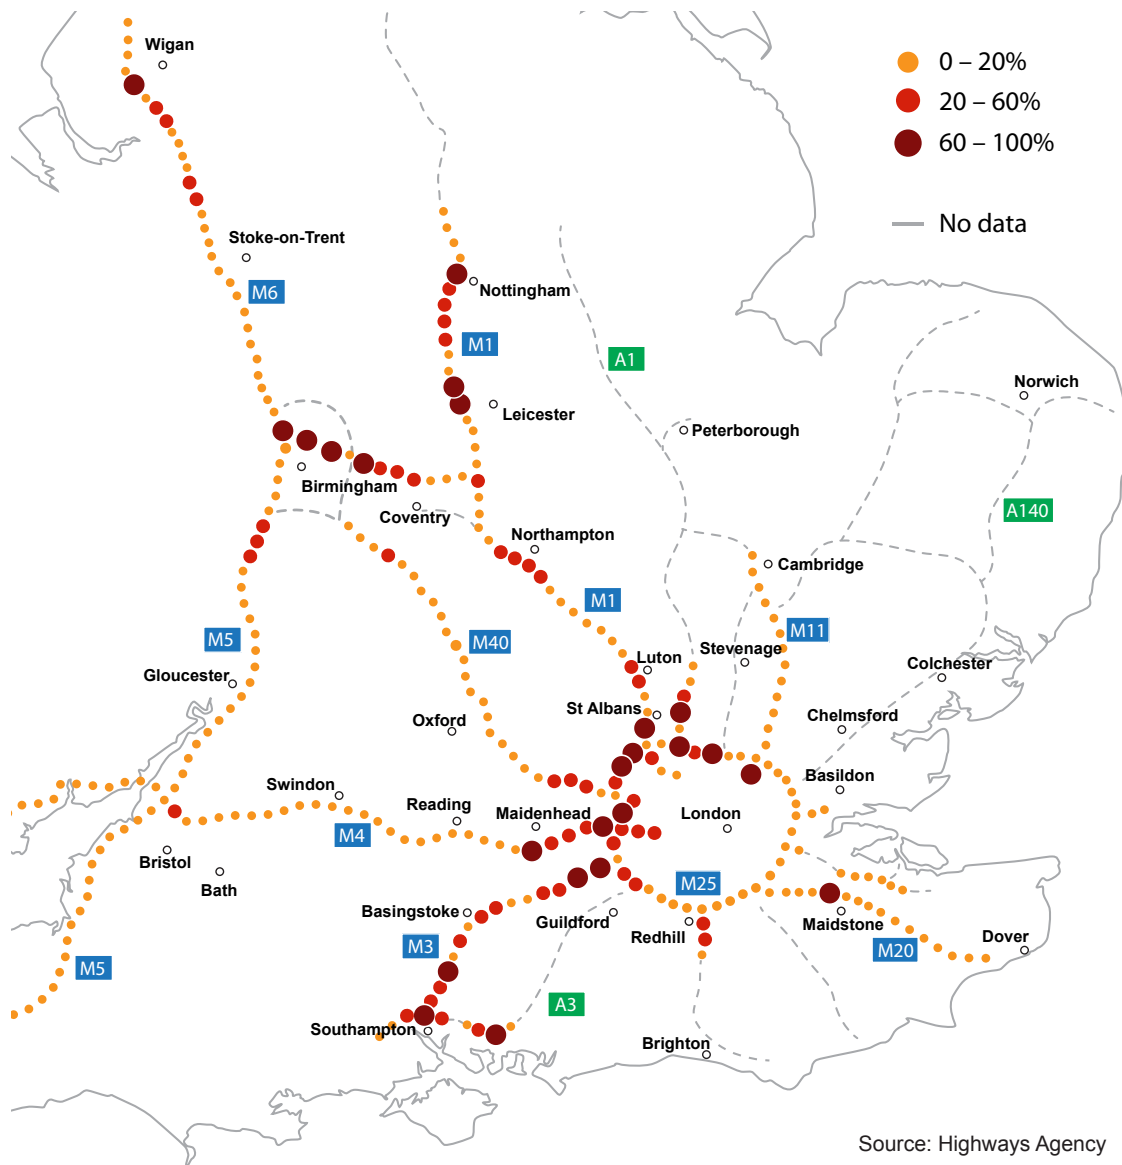 Wigan
0 – 20%
20 – 60%
60 – 100%
No data
Stoke-on-Trent
M6
Nottingham
M1
A1
Norwich
Leicester
Peterborough
Birmingham
Coventry
A140
Northampton
Cambridge
M1
M11
M5
M40
Stevenage
Luton
Colchester
Gloucester
St Albans
Chelmsford
Oxford
Basildon
Swindon
Reading
Maidenhead
London
M4
Bristol
Bath
M25
Basingstoke
Guildford
Redhill
Maidstone
M3
M20
Dover
M5
A3
Southampton
Brighton
Source: Highways Agency